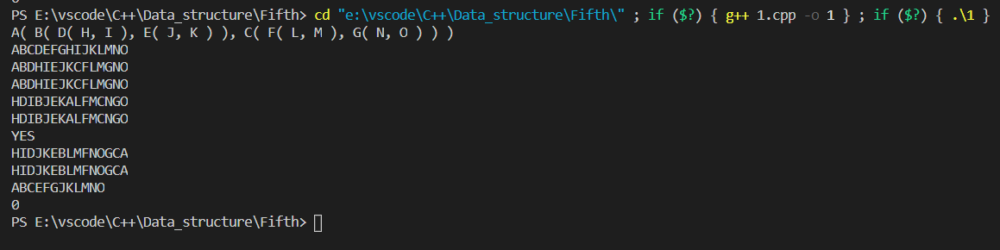 PS E:\vscode\C++\Data_structure\Fifth> cd "e:\vscode\C++\Data_structure\Fifth\" ; if ($?) { g++ 1.cpp -o 1 } ; if ($?) { .\1 }
A( B( D( H, I ), E( J, K ) ), C( F( L, M ), G( N, O ) ) )
ABCDEFGHIJKLMNO
ABDHIEJKCFLMGNO
ABDHIEJKCFLMGNO
HDIBJEKALFMCNGO
HDIBJEKALFMCNGO
YES
HIDJKEBLMFNOGCA
HIDJKEBLMFNOGCA
ABCEFGJKLMNO
0
PS E:\vscode\C++\Data_structure\Fifth>